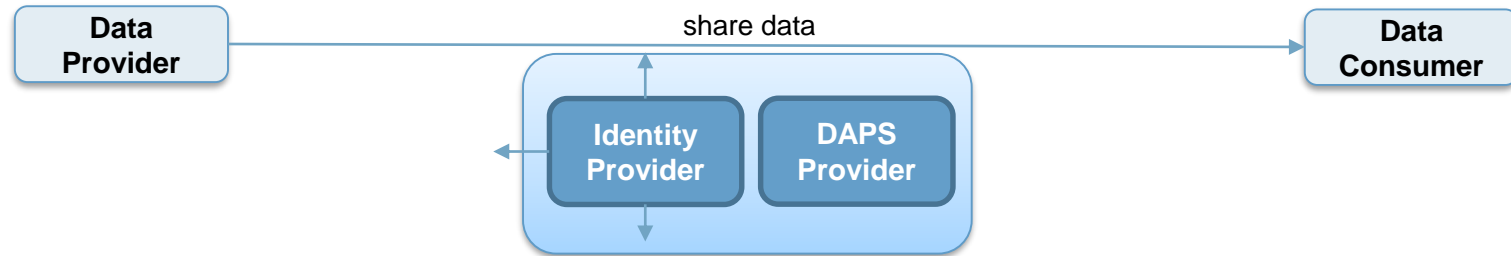 Data
Provider
share data
Data
Consumer
Identity
Provider
DAPS
Provider